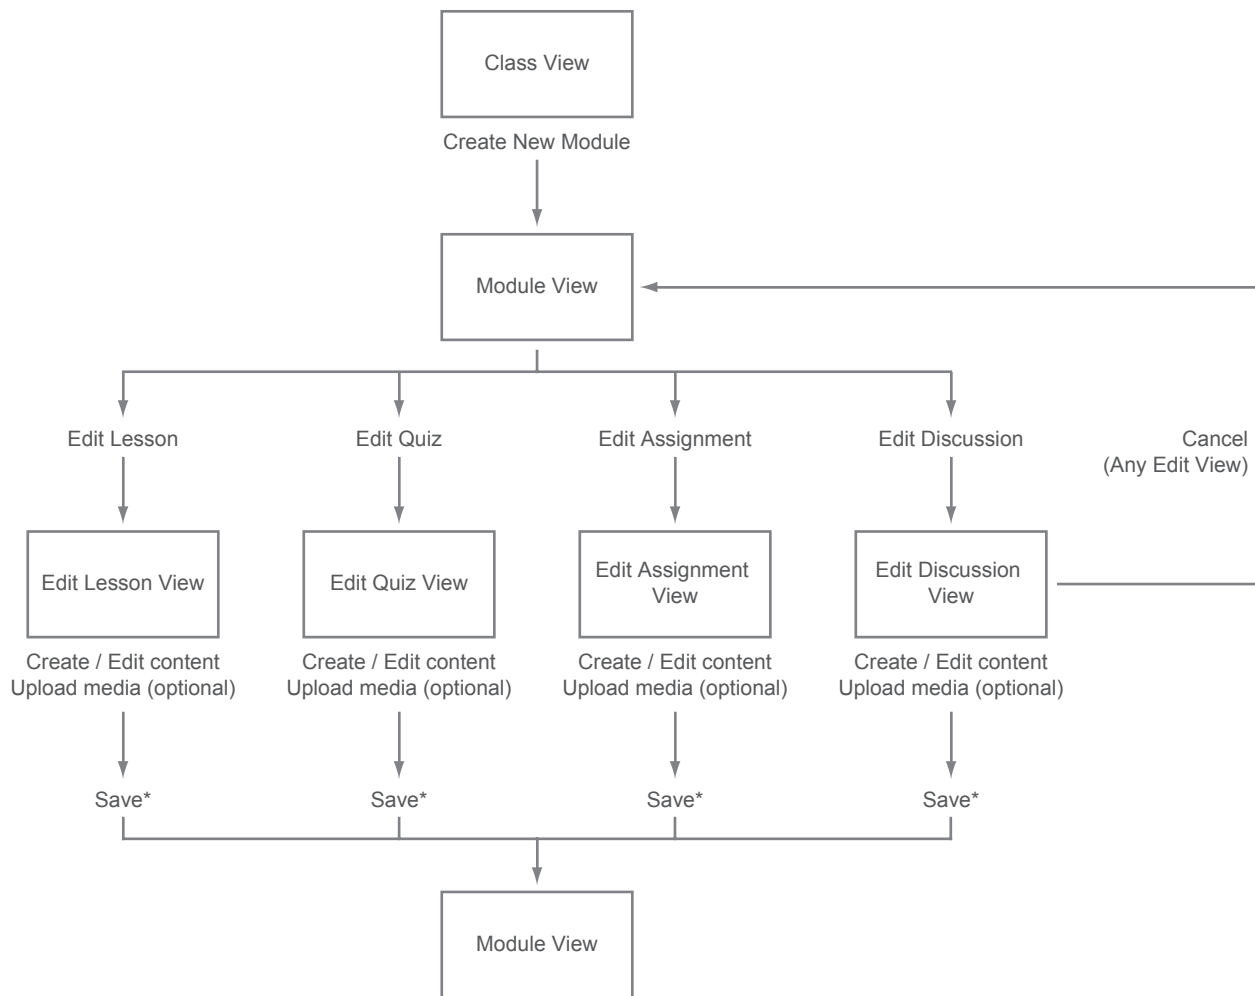 Class View
Create New Module
Module View
Edit Lesson
Edit Quiz
Edit Assignment
Edit Discussion
Cancel
(Any Edit View)
Edit Lesson View
Edit Quiz View
Edit Assignment
View
Edit Discussion
View
Create / Edit content
Upload media (optional)
Create / Edit content
Upload media (optional)
Create / Edit content
Upload media (optional)
Create / Edit content
Upload media (optional)
Save*
Save*
Save*
Save*
Module View